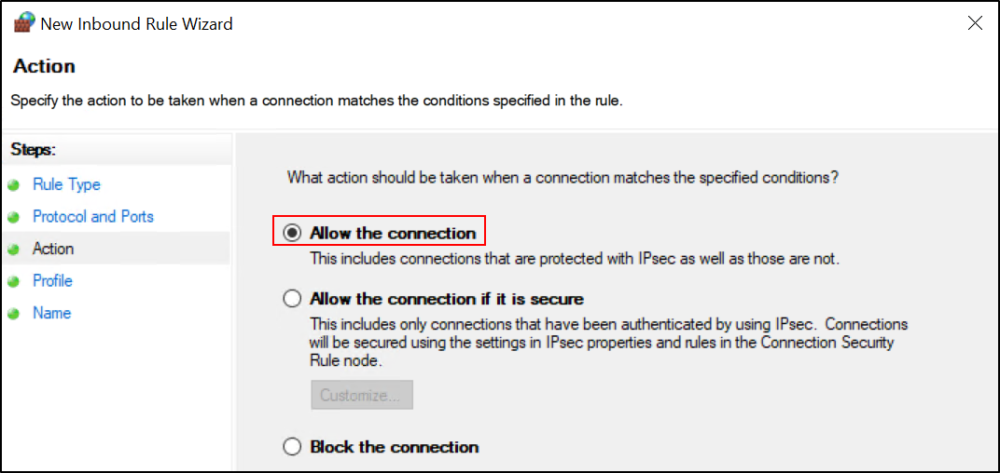 New Inbound Rule Wizard
Action
Specify the action to be taken when a connection matches the conditions specified in the rule.
Steps:
Rule Type
Protocol and Ports
Action
Profile
Name
What action should be taken when a connection matches the specified conditions?
Allow the connection
This includes connections that are protected with IPsec as well as those are not.
Allow the connection if it is secure
This includes only connections that have been authenticated by using IPsec. Connections
will be secured using the settings in IPsec properties and rules in the Connection Security
Rule node.
Customize...
Block the connection